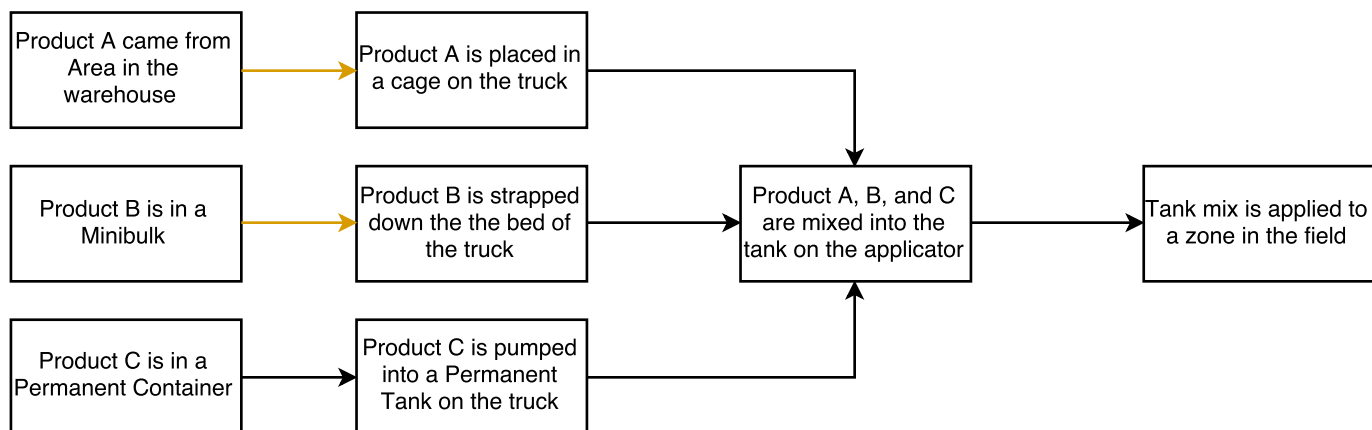 Product A came from
Area in the
warehouse
Product A is placed in
a cage on the truck
Product B is in a
Minibulk
Product B is strapped
down the the bed of
the truck
Product A, B, and C
are mixed into the
tank on the applicator
Tank mix is applied to
a zone in the field
Product C is in a
Permanent Container
Product C is pumped
into a Permanent
Tank on the truck